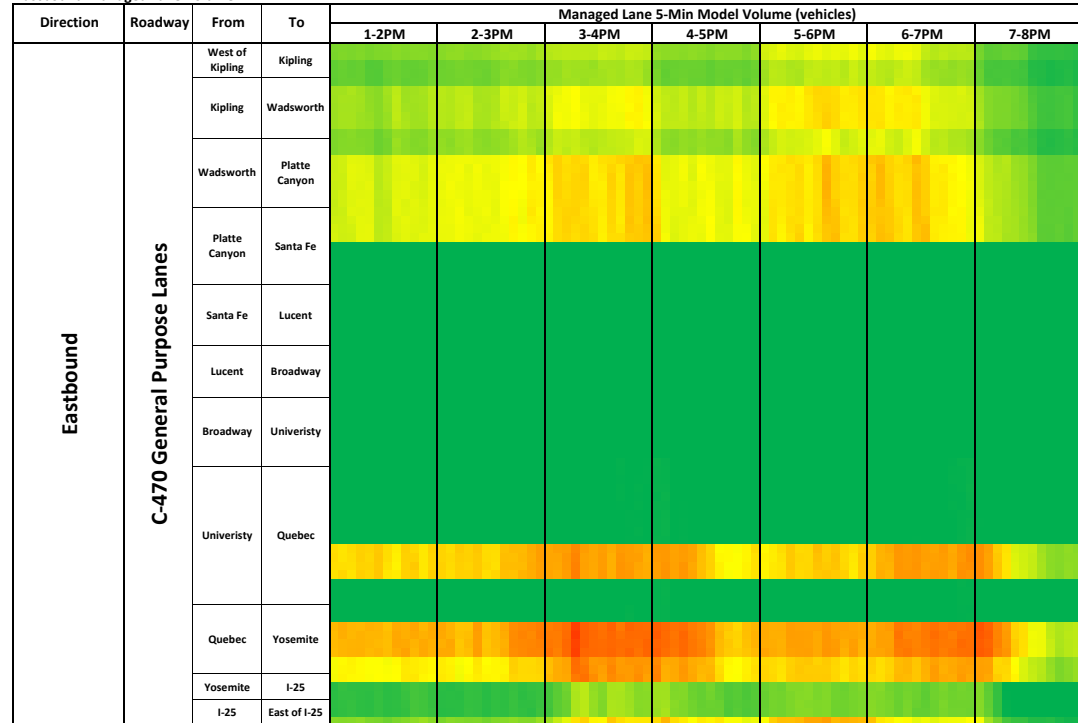 Direction Roadway From To Managed Lane 5-Min Model Volume (vehicles)
1-2PM 2-3PM 3-4PM 4-5PM 5-6PM 6-7PM 7-8PM
Eastbound
C-470 General Purpose Lanes
West of
Kipling
Kipling
Kipling Wadsworth
Wadsworth
Platte
Canyon
Platte
Canyon
Santa Fe
Santa Fe Lucent
Lucent Broadway
Broadway Univeristy
Univeristy Quebec
Quebec Yosemite
Yosemite I-25
I-25 East of I-25